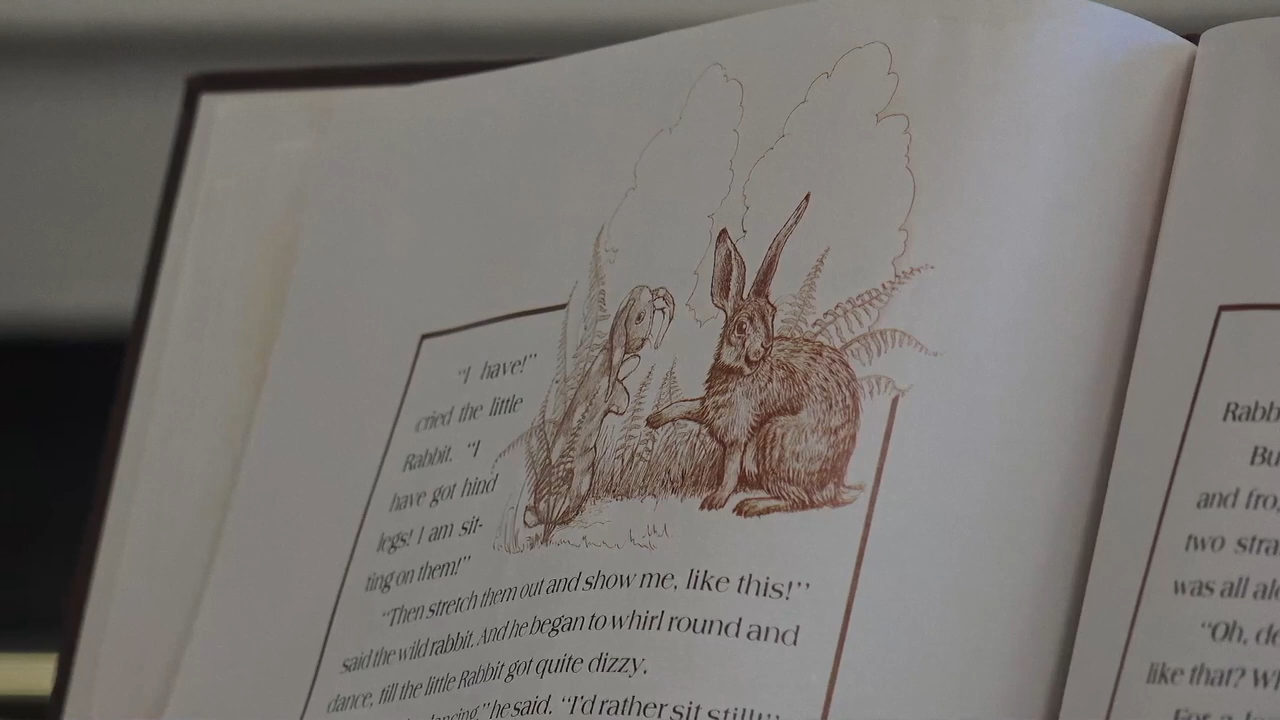 “I have!”
cried the little
Rabbit. “I
have got hind
legs! I am sit-
ting on them!”
“Then stretch them out and show me, like this!”
said the wild rabbit. And he began to whirl round and
dance, till the little Rabbit got quite dizzy.
he said. “I’d rather sit still!”
Bu
and fro,
two stra
was all alo
“Oh, de
like that? W